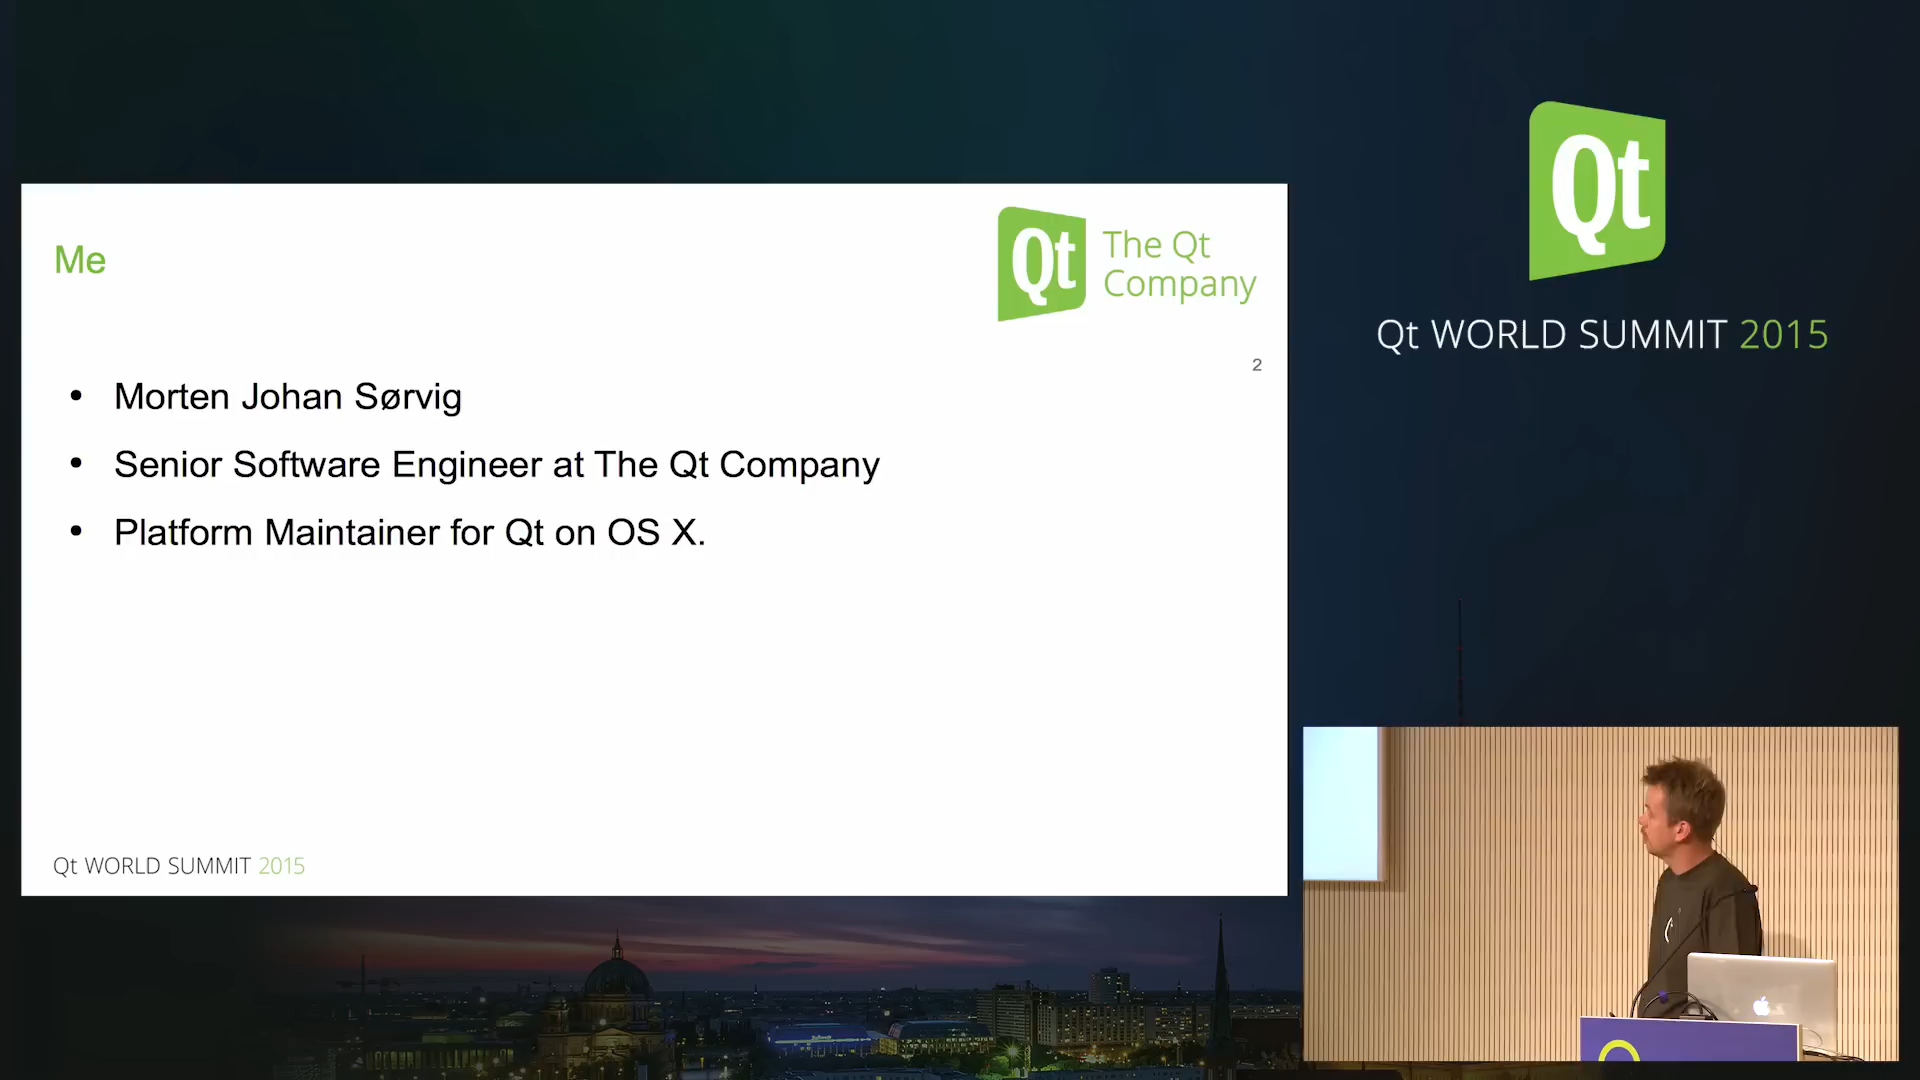 Me
Qt The Qt
Company
2
• Morten Johan Sørvig
• Senior Software Engineer at The Qt Company
• Platform Maintainer for Qt on OS X.
Qt WORLD SUMMIT 2015
Qt
Qt WORLD SUMMIT 2015